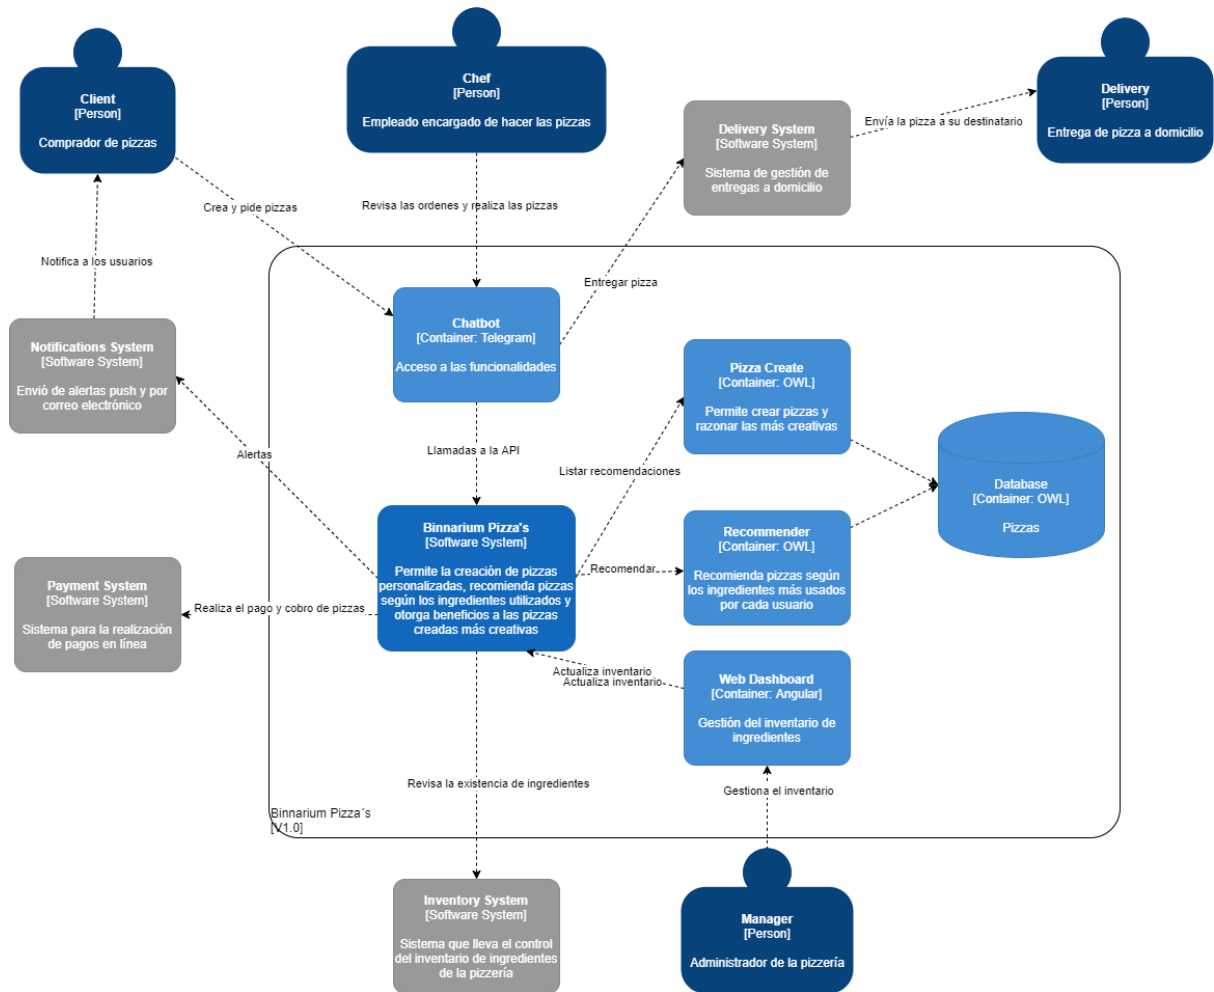 Client
[Person]
Comprador de pizzas
Chef
[Person]
Empleado encargado de hacer las pizzas
Delivery System
[Software System]
Sistema de gestión de
entregas a domicilio
Envía la pizza a su destinatario
Delivery
[Person]
Entrega de pizza a domicilio
Crea y pide pizzas
Revisa las ordenes y realiza las pizzas
Notifica a los usuarios
Entregar pizza
Notifications System
[Software System]
Envió de alertas push y por
correo electrónico
Chatbot
[Container: Telegram]
Acceso a las funcionalidades
Pizza Create
[Container: OWL]
Permite crear pizzas y
razonar las más creativas
Alertas
Llamadas a la API
Listar recomendaciones
Database
[Container: OWL]
Pizzas
Binnarium Pizza's
[Software System]
Permite la creación de pizzas
personalizadas, recomienda pizzas
según los ingredientes utilizados y
otorga beneficios a las pizzas
creadas más creativas
Recomendar
Recommender
[Container: OWL]
Recomienda pizzas según
los ingredientes más usados
por cada usuario
Payment System
[Software System]
Sistema para la realización
de pagos en línea
Realiza el pago y cobro de pizzas
Actualiza inventario
Actualiza inventario
Web Dashboard
[Container: Angular]
Gestión del inventario de
ingredientes
Revisa la existencia de ingredientes
Gestiona el inventario
Binnarium Pizza´s
[V1.0]
Inventory System
[Software System]
Sistema que lleva el control
del inventario de ingredientes
de la pizzería
Manager
[Person]
Administrador de la pizzería